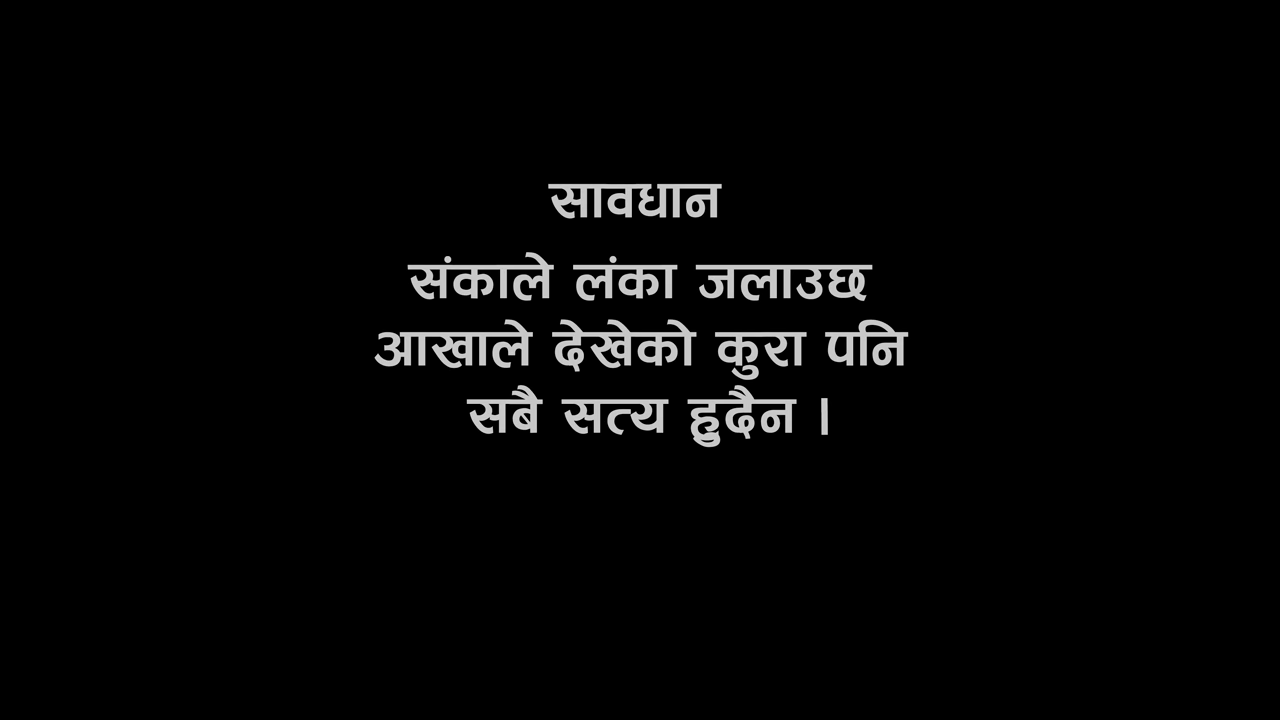 सावधान
संकाले लंका जलाउछ
आखाले देखेको कुरा पनि
सबै सत्य हुदैन ।